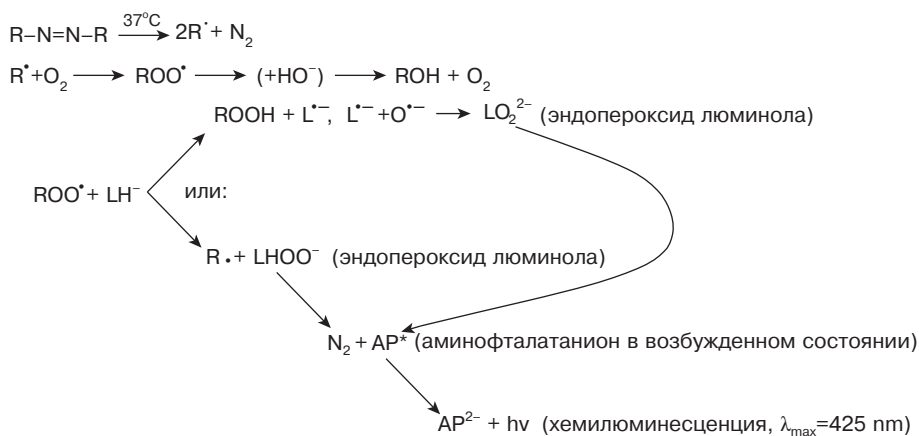 R–N=N–R 37°C 2R• + N₂
R•+O₂ → ROO• → (+HO⁻) → ROH + O₂
ROOH + L•⁻, L•⁻+O•⁻ → LO₂²⁻ (эндопероксид люминола)
ROO• + LH⁻ или:
R• + LHOO⁻ (эндопероксид люминола)
N₂ + AP* (аминофталатанион в возбужденном состоянии)
AP²⁻ + hν (хемилюминесценция, λmax=425 nm)